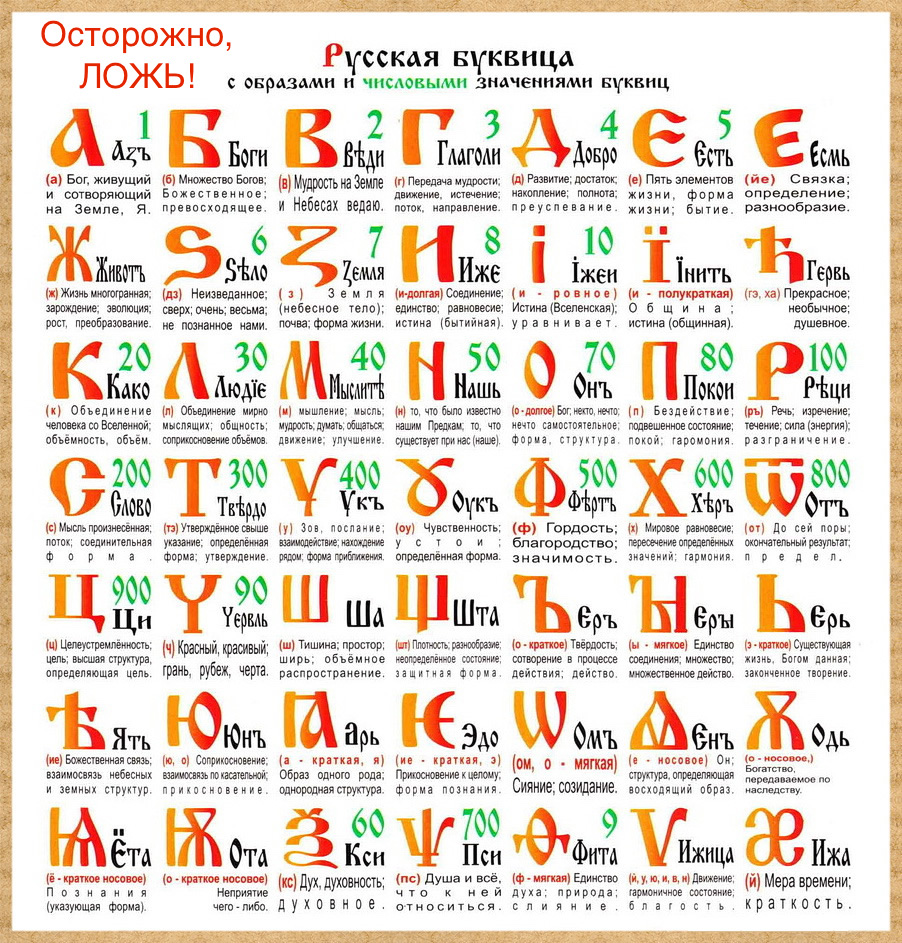 Осторожно,
ЛОЖЬ!
Русская буквица
с образами и числовыми значениями буквиц
А 1 Азъ
(а) Бог, живущий
и сотворяющий
на Земле, Я.
Б Боги
(б) Множество Богов;
Божественное;
превосходящее.
В 2 Вѣди
(в) Мудрость на Земле
и Небесах ведаю.
Г 3 Глаголи
(г) Передача мудрости;
движение, истечение;
поток, направление.
Д 4 Добро
(д) Развитие; достаток;
накопление; полнота;
преуспевание.
Є 5 Єсть
(е) Пять элементов
жизни, форма
жизни; бытие.
Е Есмь
(йе) Связка;
определение;
разнообразие.
Ж Животъ
(ж) Жизнь многогранная;
зарождение; эволюция;
рост, преобразование.
Ѕ 6 Ѕѣло
(дз) Неизведанное;
сверх; очень; весьма;
не познанное нами.
З 7 Земля
(з) Земля
(небесное тело);
почва; форма жизни.
И 8 Иже
(и-долгая) Соединение;
единство; равновесие;
истина (бытийная).
і 10 Іжеи
(и - ровное)
Истина (Вселенская);
уравнивает.
Ї Їнить
(и - полукраткая)
Община;
истина (общинная).
Ћ Гервь
(гэ, ха) Прекрасное;
необычное;
душевное.
К 20 Како
(к) Объединение
человека со Вселенной;
объёмность, объём.
Л 30 Людїе
(л) Объединение мирно
мыслящих; общность;
соприкосновение объёмов.
М 40 Мыслитѣ
(м) мышление; мысль;
мудрость; думать; общаться;
движение; улучшение.
Н 50 Нашь
(н) то, что было известно
нашим Предкам; то, что
существует при нас (наше).
О 70 Онъ
(о - долгое) Бог; некто, нечто;
нечто самостоятельное;
форма, структура.
П 80 Покои
(п) Бездействие;
подвешенное состояние;
покой; гаромония.
Р 100 Рѣци
(ръ) Речь; изречение;
течение; сила (энергия);
разграничение.
С 200 Слово
(с) Мысль произнесённая;
поток; соединительная
форма.
Т 300 Твѣрдо
(тэ) Утверждённое свыше
указание; определённая
форма; утверждение.
Ѵ 400 Ѵкъ
(у) Зов, послание;
взаимодействие; нахождение
рядом; форма приближения.
Ꙋ Оукъ
(оу) Чувственность;
устои;
определённая форма.
Ф 500 Фѣртъ
(ф) Гордость;
благородство;
значимость.
Х 600 Хѣръ
(х) Мировое равновесие;
пересечение определённых
значений; гармония.
Ѿ 800 Отъ
(от) До сей поры;
окончательный результат;
предел.
Ц 900 Ци
(ц) Целеустремлённость;
цель; высшая структура,
определяющая цель.
Ч 90 Червль
(ч) Красный, красивый;
грань, рубеж, черта.
Ш Ша
(ш) Тишина; простор;
ширь; объёмное
распространение.
Щ Шта
(шт) Плотность; разнообразие;
неопределённое состояние;
защитная форма.
Ъ Еръ
(о - краткое) Твёрдость;
сотворение в процессе
действия; действо.
Ꙑ Еры
(ы - мягкое) Единство
соединения; множество;
множественное действо.
Ь Ерь
(э - краткое) Существующая
жизнь, Богом данная;
законченное творение.
Ѣ Ять
(ие) Божественная связь;
взаимосвязь небесных
и земных структур.
Ю Юнъ
(ю, о) Соприкосновение;
взаимосвязь по касательной;
прикосновение.
Ꙗ Арь
(а - краткая, я)
Образ одного рода;
однородная структура.
Ѥ Эдо
(ие - краткая, э)
Прикосновение к целому;
форма познания.
Ѡ Омъ
(ом, о - мягкая)
Сияние; созидание.
Ѧ Енъ
(е - носовое) Он;
структура, определяющая
восходящий образ.
Ѫ Одь
(о - носовое,)
Богатство,
передаваемое по
наследству.
Ѩ Ёта
(ё - краткое носовое)
Познания
(указующая форма).
Ѭ Ота
(о - краткое носовое)
Неприятие
чего - либо.
Ѯ 60 Кси
(кс) Дух, духовность;
духовное.
Ѱ 700 Пси
(пс) Душа и всё,
что к ней
относиться.
Ѳ 9 Фита
(ф - мягкая) Единство
духа; природа;
слияние.
Ѵ Ижица
(й, у, ю, и, в, н) Движение;
гармоничное состояние;
благость.
Æ Ижа
(й) Мера времени;
краткость.